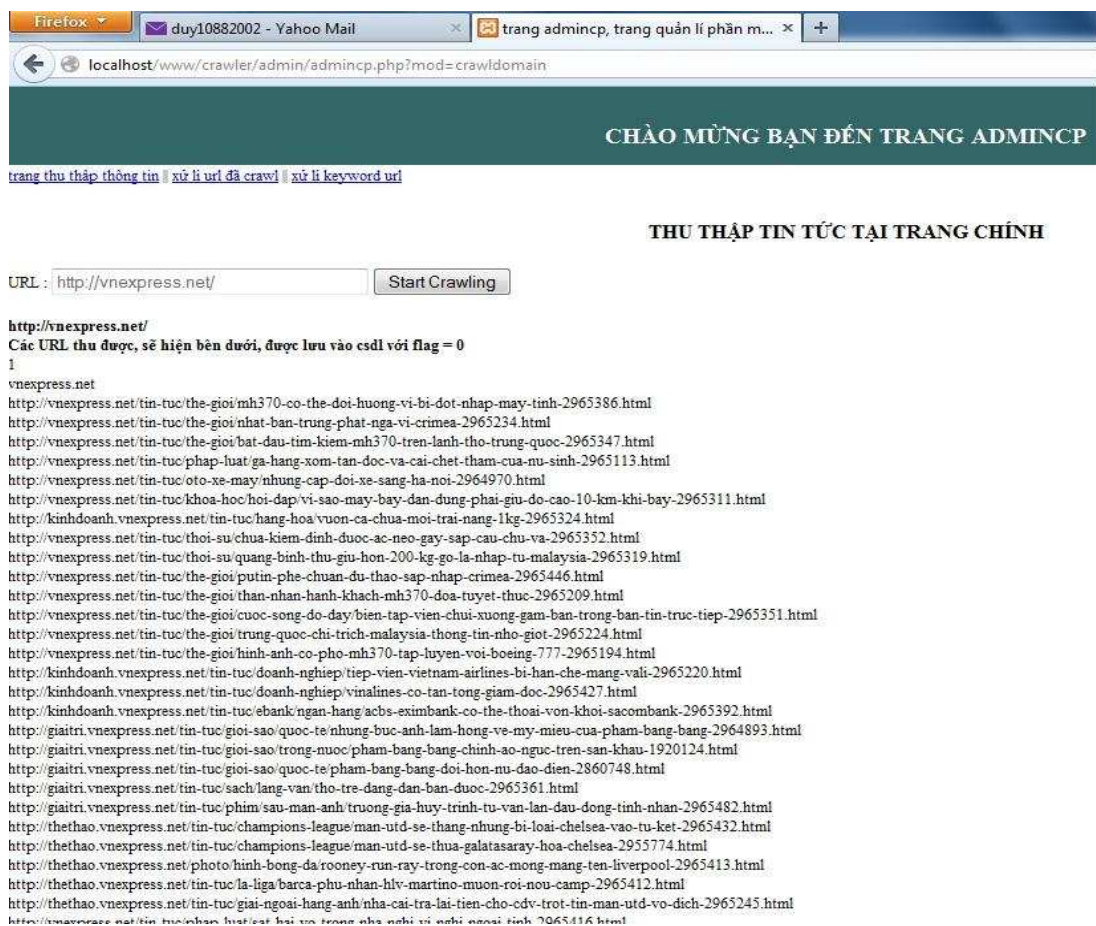 Firefox
duy10882002 - Yahoo Mail × trang admincp, trang quản lí phần m... × +
localhost/www/crawler/admin/admincp.php?mod=crawldomain
CHÀO MỪNG BẠN ĐẾN TRANG ADMINCP
trang thu thập thông tin || xử lí url đã crawl || xử lí keyword url
THU THẬP TIN TỨC TẠI TRANG CHÍNH
URL : http://vnexpress.net/ Start Crawling
http://vnexpress.net/
Các URL thu được, sẽ hiện bên dưới, được lưu vào csdl với flag = 0
1
vnexpress.net
http://vnexpress.net/tin-tuc/the-gioi/mh370-co-the-doi-huong-vi-bi-dot-nhap-may-tinh-2965386.html
http://vnexpress.net/tin-tuc/the-gioi/nhat-ban-trung-phat-nga-vi-crimea-2965234.html
http://vnexpress.net/tin-tuc/the-gioi/bat-dau-tim-kiem-mh370-tren-lanh-tho-trung-quoc-2965347.html
http://vnexpress.net/tin-tuc/phap-luat/ga-hang-xom-tan-doc-va-cai-chet-tham-cua-nu-sinh-2965113.html
http://vnexpress.net/tin-tuc/oto-xe-may/nhung-cap-doi-xe-sang-ha-noi-2964970.html
http://vnexpress.net/tin-tuc/khoa-hoc/hoi-dap/vi-sao-may-bay-dan-dung-phai-giu-do-cao-10-km-khi-bay-2965311.html
http://kinhdoanh.vnexpress.net/tin-tuc/hang-hoa/vuon-ca-chua-moi-trai-nang-1kg-2965324.html
http://vnexpress.net/tin-tuc/thoi-su/chua-kiem-dinh-duoc-ac-neo-gay-sap-cau-chu-va-2965352.html
http://vnexpress.net/tin-tuc/thoi-su/quang-binh-thu-giu-hon-200-kg-go-la-nhap-tu-malaysia-2965319.html
http://vnexpress.net/tin-tuc/the-gioi/putin-phe-chuan-du-thao-sap-nhap-crimea-2965446.html
http://vnexpress.net/tin-tuc/the-gioi/than-nhan-hanh-khach-mh370-doa-tuyet-thuc-2965209.html
http://vnexpress.net/tin-tuc/the-gioi/cuoc-song-do-day/bien-tap-vien-chui-xuong-gam-ban-trong-ban-tin-truc-tiep-2965351.html
http://vnexpress.net/tin-tuc/the-gioi/trung-quoc-chi-trich-malaysia-thong-tin-nho-giot-2965224.html
http://vnexpress.net/tin-tuc/the-gioi/hinh-anh-co-pho-mh370-tap-luyen-voi-boeing-777-2965194.html
http://kinhdoanh.vnexpress.net/tin-tuc/doanh-nghiep/tiep-vien-vietnam-airlines-bi-han-che-mang-vali-2965220.html
http://kinhdoanh.vnexpress.net/tin-tuc/doanh-nghiep/vinalines-co-tan-tong-giam-doc-2965427.html
http://kinhdoanh.vnexpress.net/tin-tuc/ebank/ngan-hang/acbs-eximbank-co-the-thoai-von-khoi-sacombank-2965392.html
http://giaitri.vnexpress.net/tin-tuc/gioi-sao/quoc-te/nhung-buc-anh-lam-hong-ve-my-mieu-cua-pham-bang-bang-2964893.html
http://giaitri.vnexpress.net/tin-tuc/gioi-sao/trong-nuoc/pham-bang-bang-chinh-ao-nguc-tren-san-khau-1920124.html
http://giaitri.vnexpress.net/tin-tuc/gioi-sao/quoc-te/pham-bang-bang-doi-hon-nu-dao-dien-2860748.html
http://giaitri.vnexpress.net/tin-tuc/sach/lang-van/tho-tre-dang-dan-ban-duoc-2965361.html
http://giaitri.vnexpress.net/tin-tuc/phim/sau-man-anh/truong-gia-huy-trinh-tu-van-lan-dau-dong-tinh-nhan-2965482.html
http://thethao.vnexpress.net/tin-tuc/champions-league/man-utd-se-thang-nhung-bi-loai-chelsea-vao-tu-ket-2965432.html
http://thethao.vnexpress.net/tin-tuc/champions-league/man-utd-se-thua-galatasaray-hoa-chelsea-2955774.html
http://thethao.vnexpress.net/photo/hinh-bong-da/rooney-run-ray-trong-con-ac-mong-mang-ten-liverpool-2965413.html
http://thethao.vnexpress.net/tin-tuc/la-liga/barca-phu-nhan-hlv-martino-muon-roi-nou-camp-2965412.html
http://thethao.vnexpress.net/tin-tuc/giai-ngoai-hang-anh/nha-cai-tra-lai-tien-cho-cdv-trot-tin-man-utd-vo-dich-2965245.html
http://vnexpress.net/tin-tuc/phap-luat/sat-hai-vo-trong-nha-nghi-vi-nghi-ngoai-tinh-2965416.html